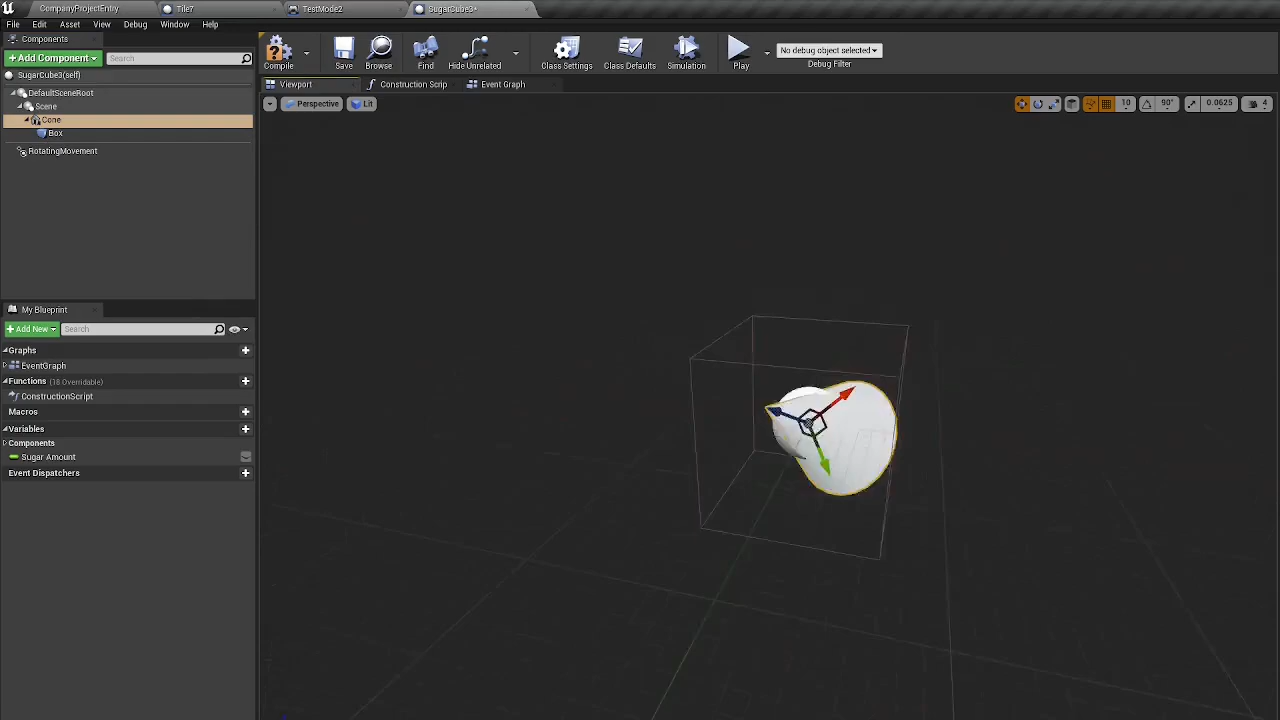 CompanyProjectEntry Tile7 TestMode2 SugarCube3*
File Edit Asset View Debug Window Help
Components
+Add Component Search
SugarCube3(self)
DefaultSceneRoot
Scene
Cone
Box
RotatingMovement
My Blueprint
+Add New Search
Graphs
EventGraph
Functions (18 Overridable)
ConstructionScript
Macros
Variables
Components
Sugar Amount
Event Dispatchers
Compile Save Browse Find Hide Unrelated Class Settings Class Defaults Simulation Play
No debug object selected
Debug Filter
Viewport Construction Scrip Event Graph
Perspective Lit 10 90° 0.0625 4